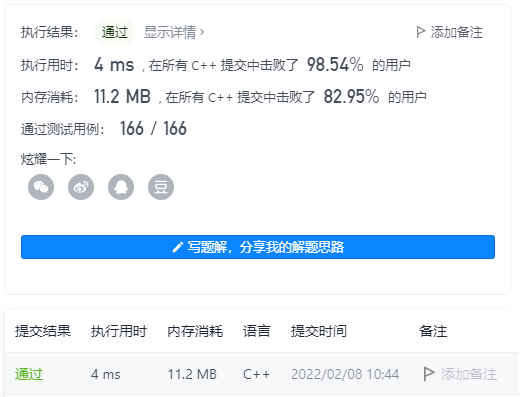 执行结果： 通过 显示详情 > 添加备注
执行用时： 4 ms , 在所有 C++ 提交中击败了 98.54% 的用户
内存消耗： 11.2 MB , 在所有 C++ 提交中击败了 82.95% 的用户
通过测试用例： 166 / 166
炫耀一下:
豆
写题解，分享我的解题思路
提交结果 执行用时 内存消耗 语言 提交时间 备注
通过 4 ms 11.2 MB C++ 2022/02/08 10:44 添加备注